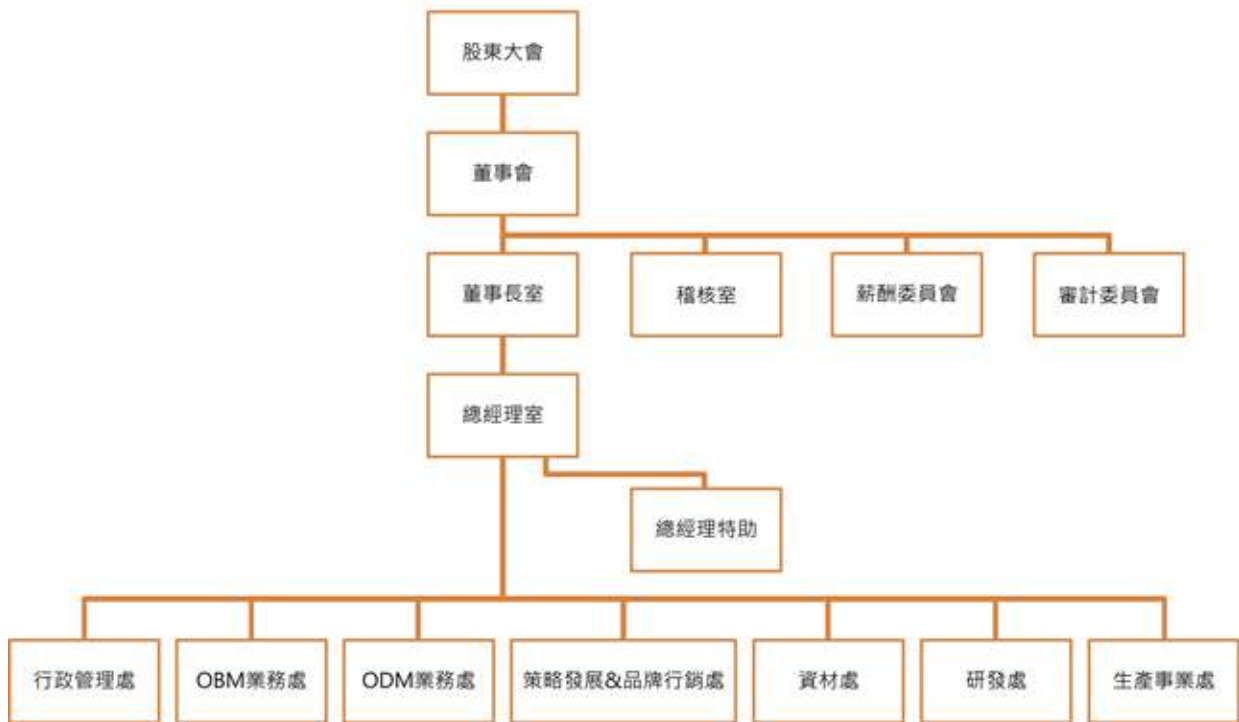 股東大會
董事會
董事長室
稽核室
薪酬委員會
審計委員會
總經理室
總經理特助
行政管理處
OBM業務處
ODM業務處
策略發展&品牌行銷處
資材處
研發處
生產事業處